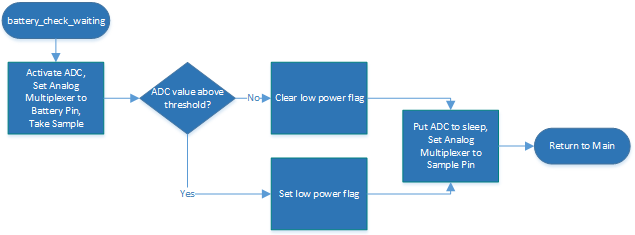 battery_check_waiting
Activate ADC,
Set Analog
Multiplexer to
Battery Pin,
Take Sample
ADC value above
threshold?
No
Clear low power flag
Yes
Set low power flag
Put ADC to sleep,
Set Analog
Multiplexer to
Sample Pin
Return to Main